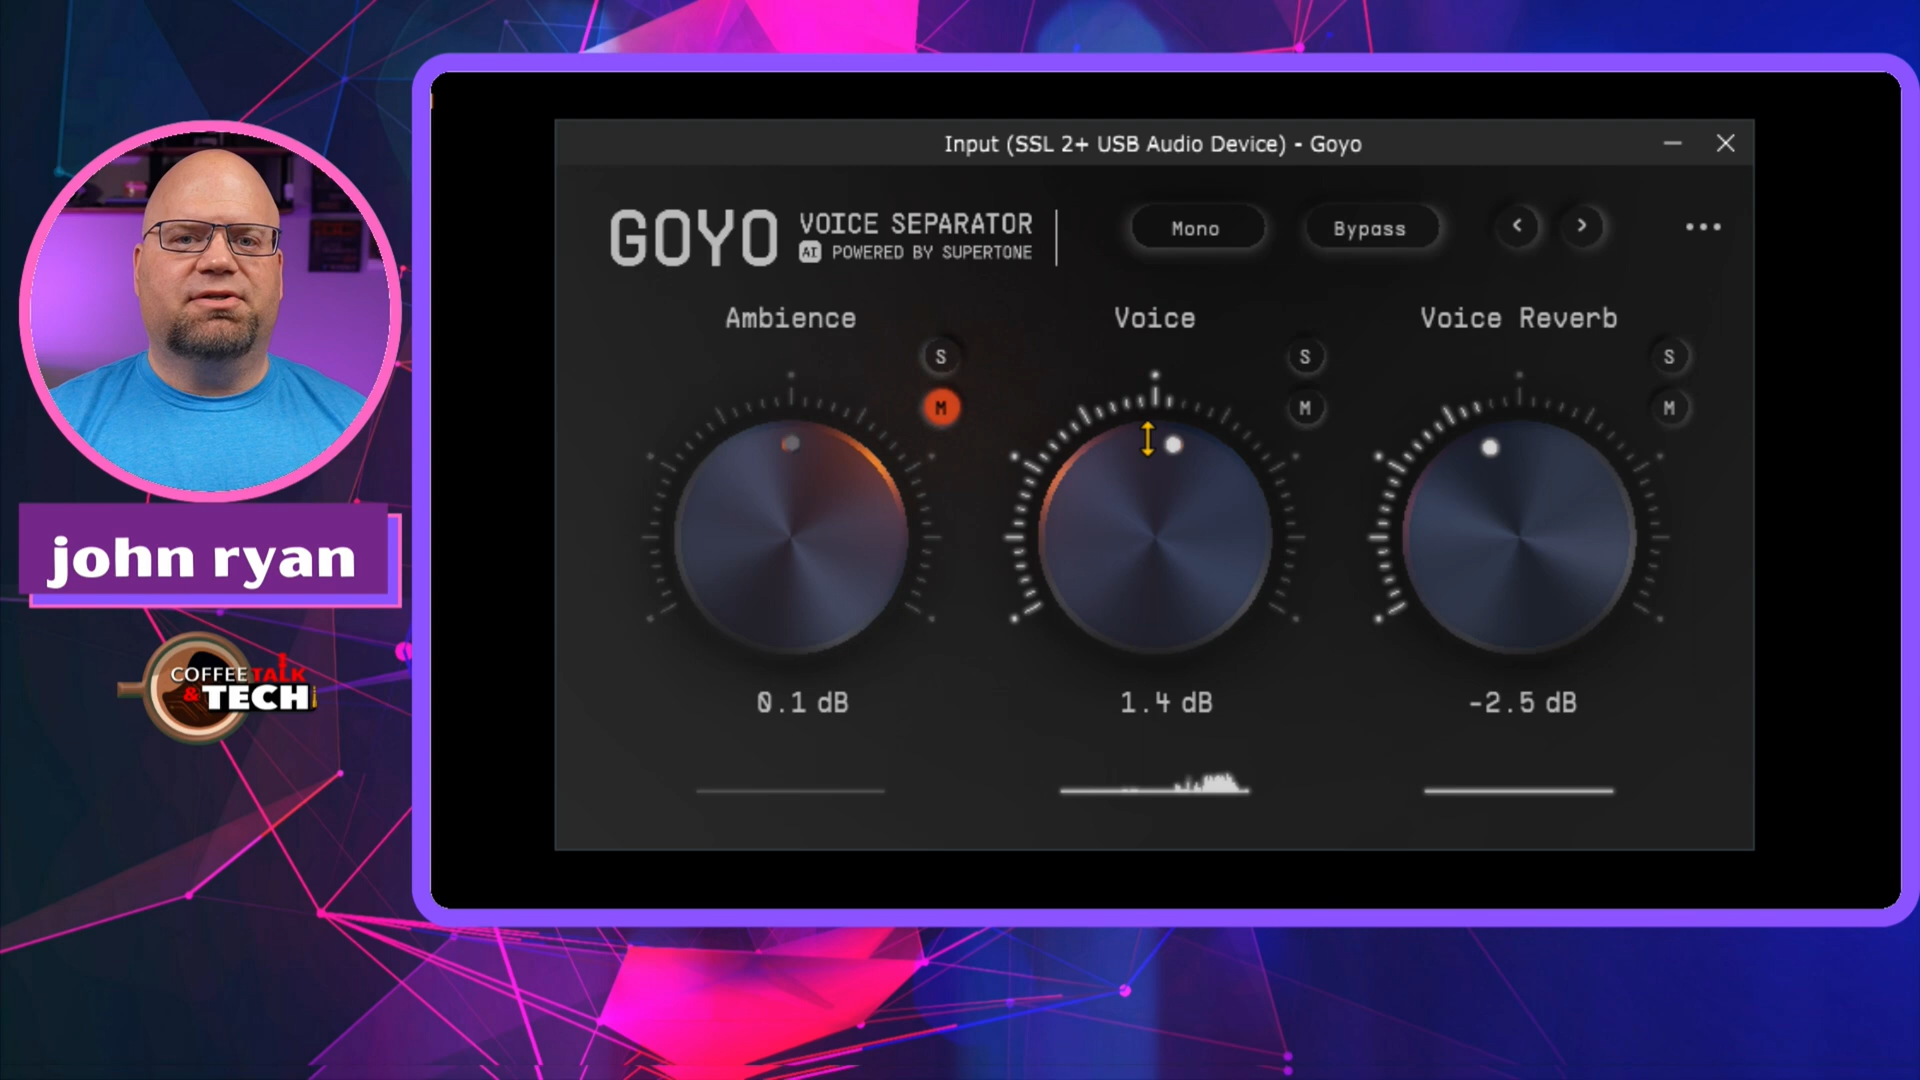 Input (SSL 2+ USB Audio Device) - Goyo
GOYO
VOICE SEPARATOR
AI POWERED BY SUPERTONE
Mono
Bypass
Ambience
Voice
Voice Reverb
S
S
S
M
M
M
0.1 dB
1.4 dB
-2.5 dB
john ryan
COFFEE TALK
& TECH